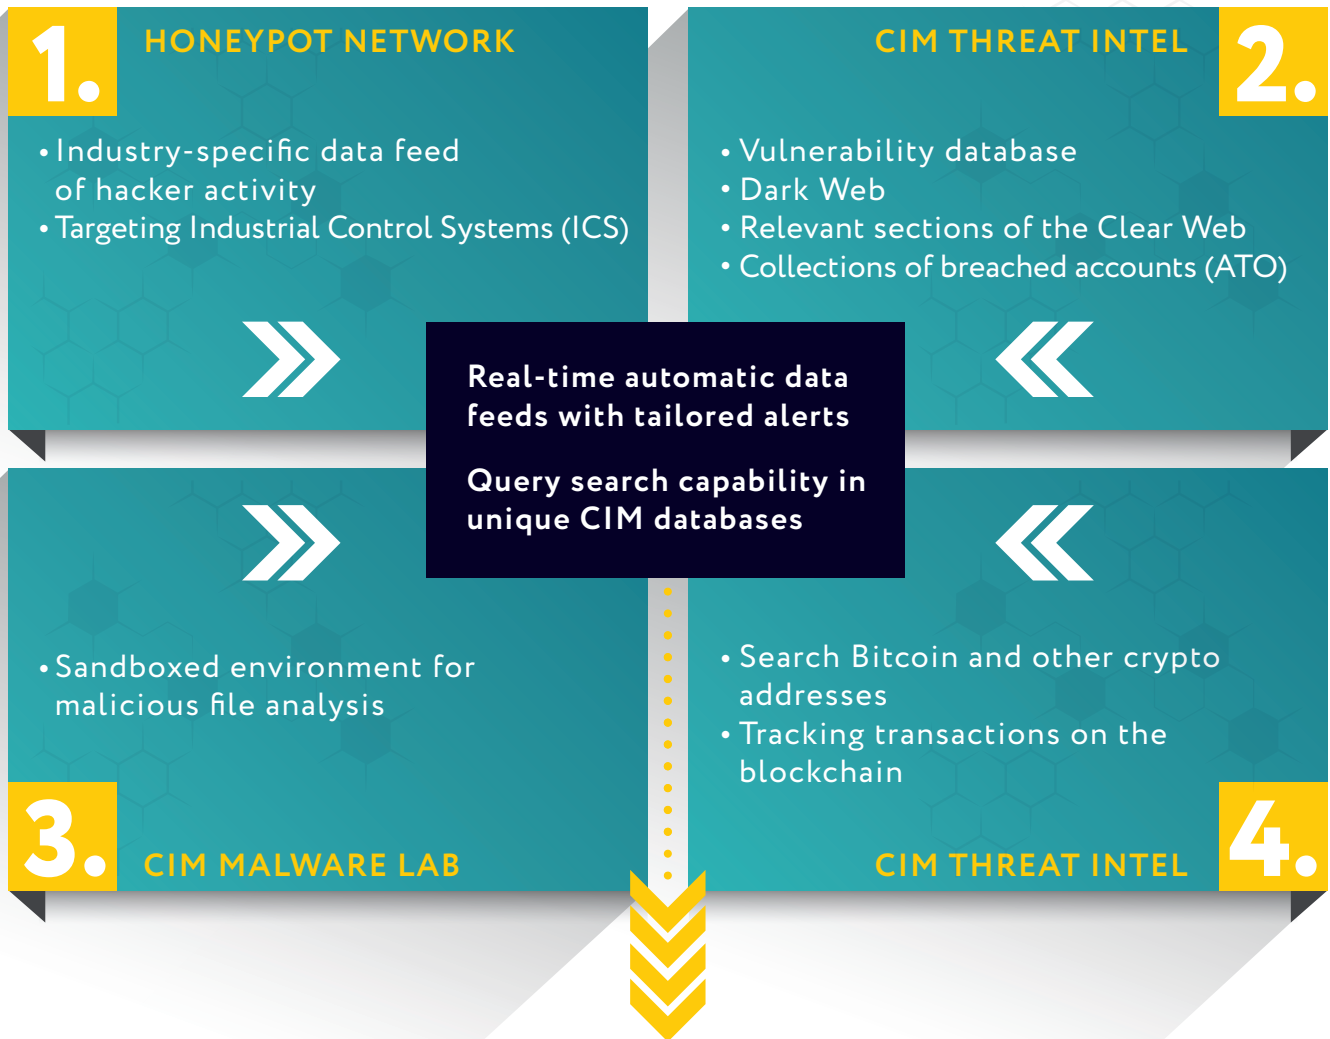 1.
HONEYPOT NETWORK
• Industry-specific data feed
of hacker activity
• Targeting Industrial Control Systems (ICS)
CIM THREAT INTEL
2.
• Vulnerability database
• Dark Web
• Relevant sections of the Clear Web
• Collections of breached accounts (ATO)
Real-time automatic data
feeds with tailored alerts
Query search capability in
unique CIM databases
• Sandboxed environment for
malicious file analysis
3.
CIM MALWARE LAB
• Search Bitcoin and other crypto
addresses
• Tracking transactions on the
blockchain
CIM THREAT INTEL
4.